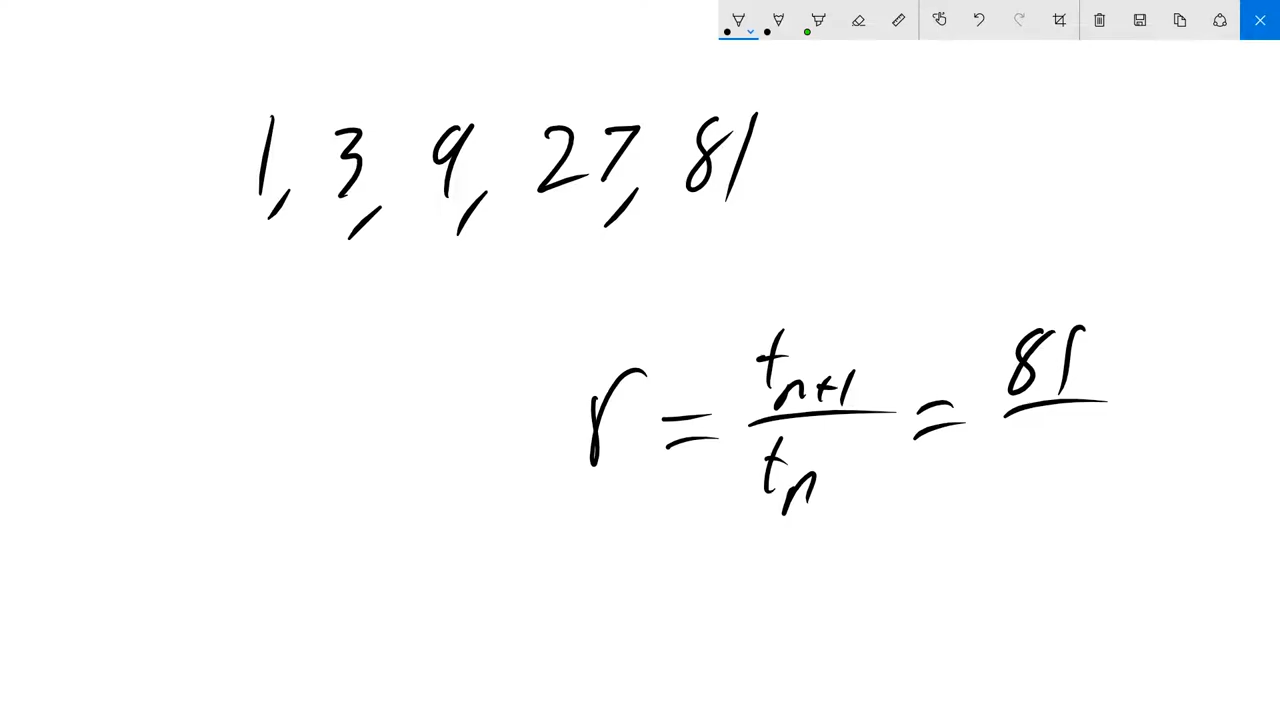 1, 3, 9, 27, 81
r = t_{n+1} / t_n = 81 /